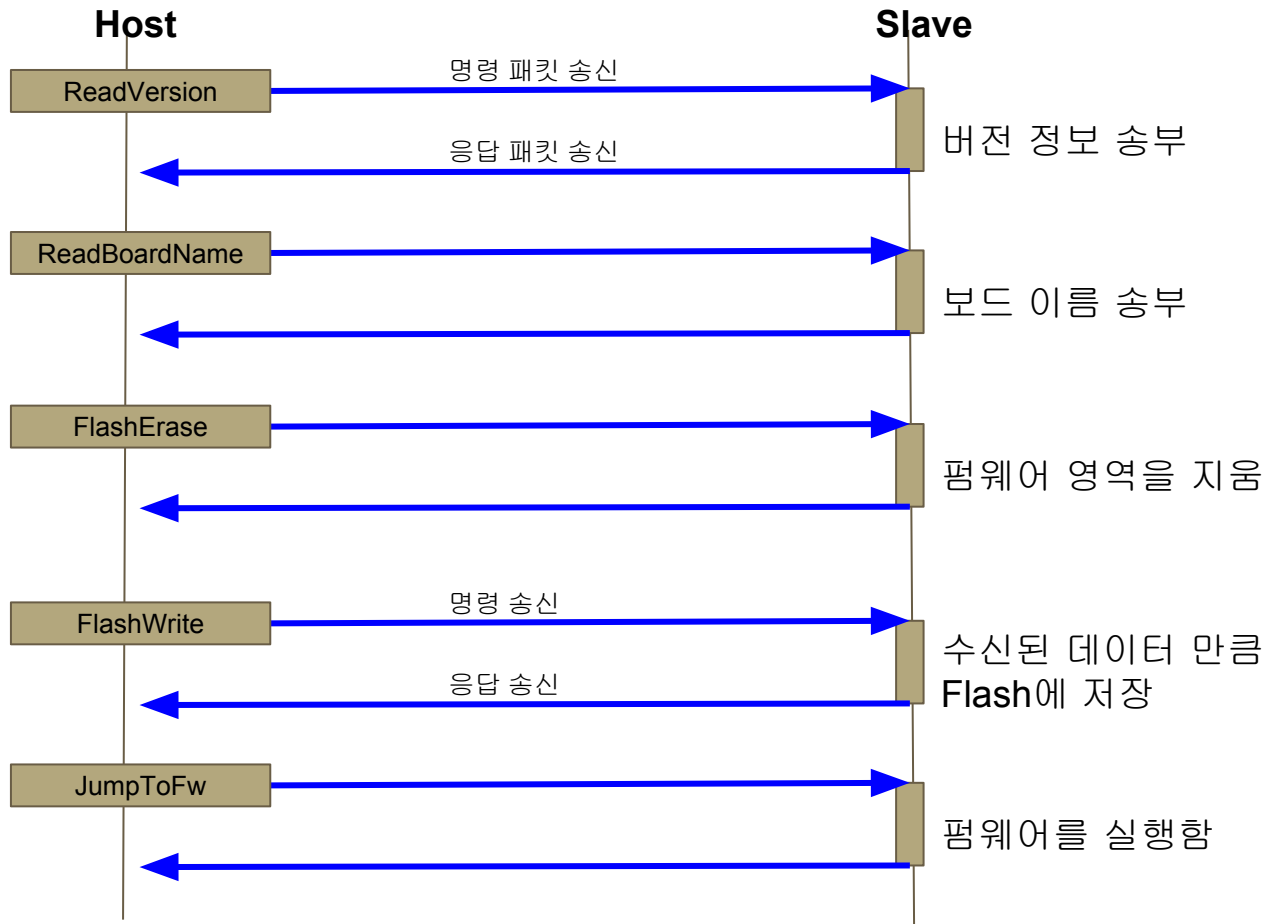 Host
Slave
ReadVersion
명령 패킷 송신
응답 패킷 송신
버전 정보 송부
ReadBoardName
보드 이름 송부
FlashErase
펌웨어 영역을 지움
FlashWrite
명령 송신
응답 송신
수신된 데이터 만큼
Flash에 저장
JumpToFw
펌웨어를 실행함